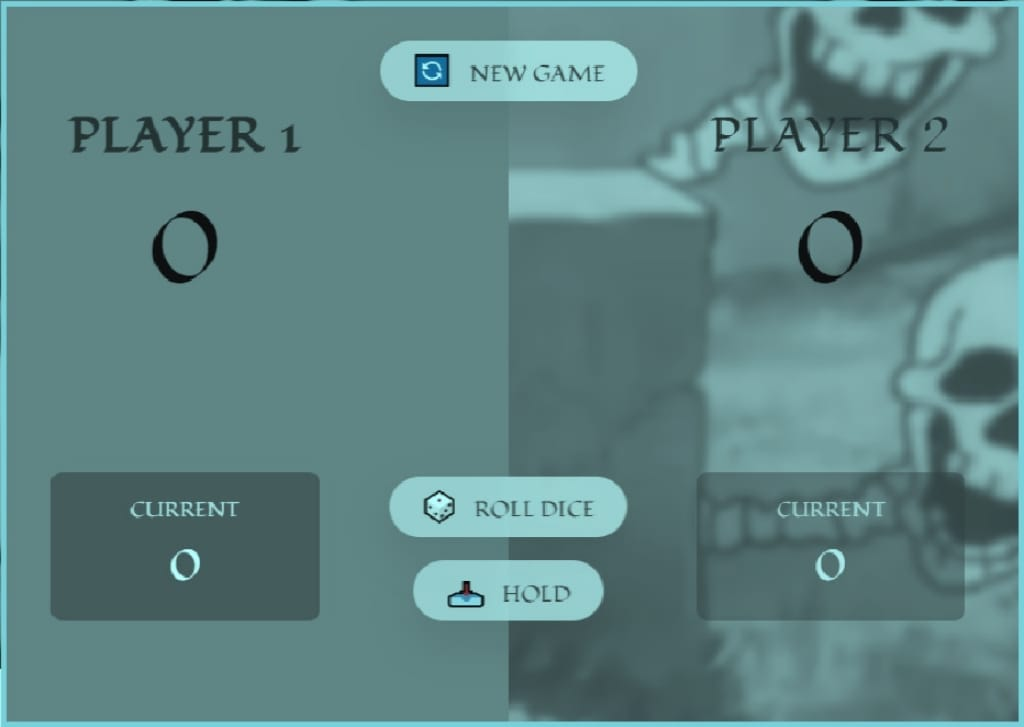 NEW GAME
PLAYER 1
PLAYER 2
0
0
CURRENT
0
ROLL DICE
HOLD
CURRENT
0